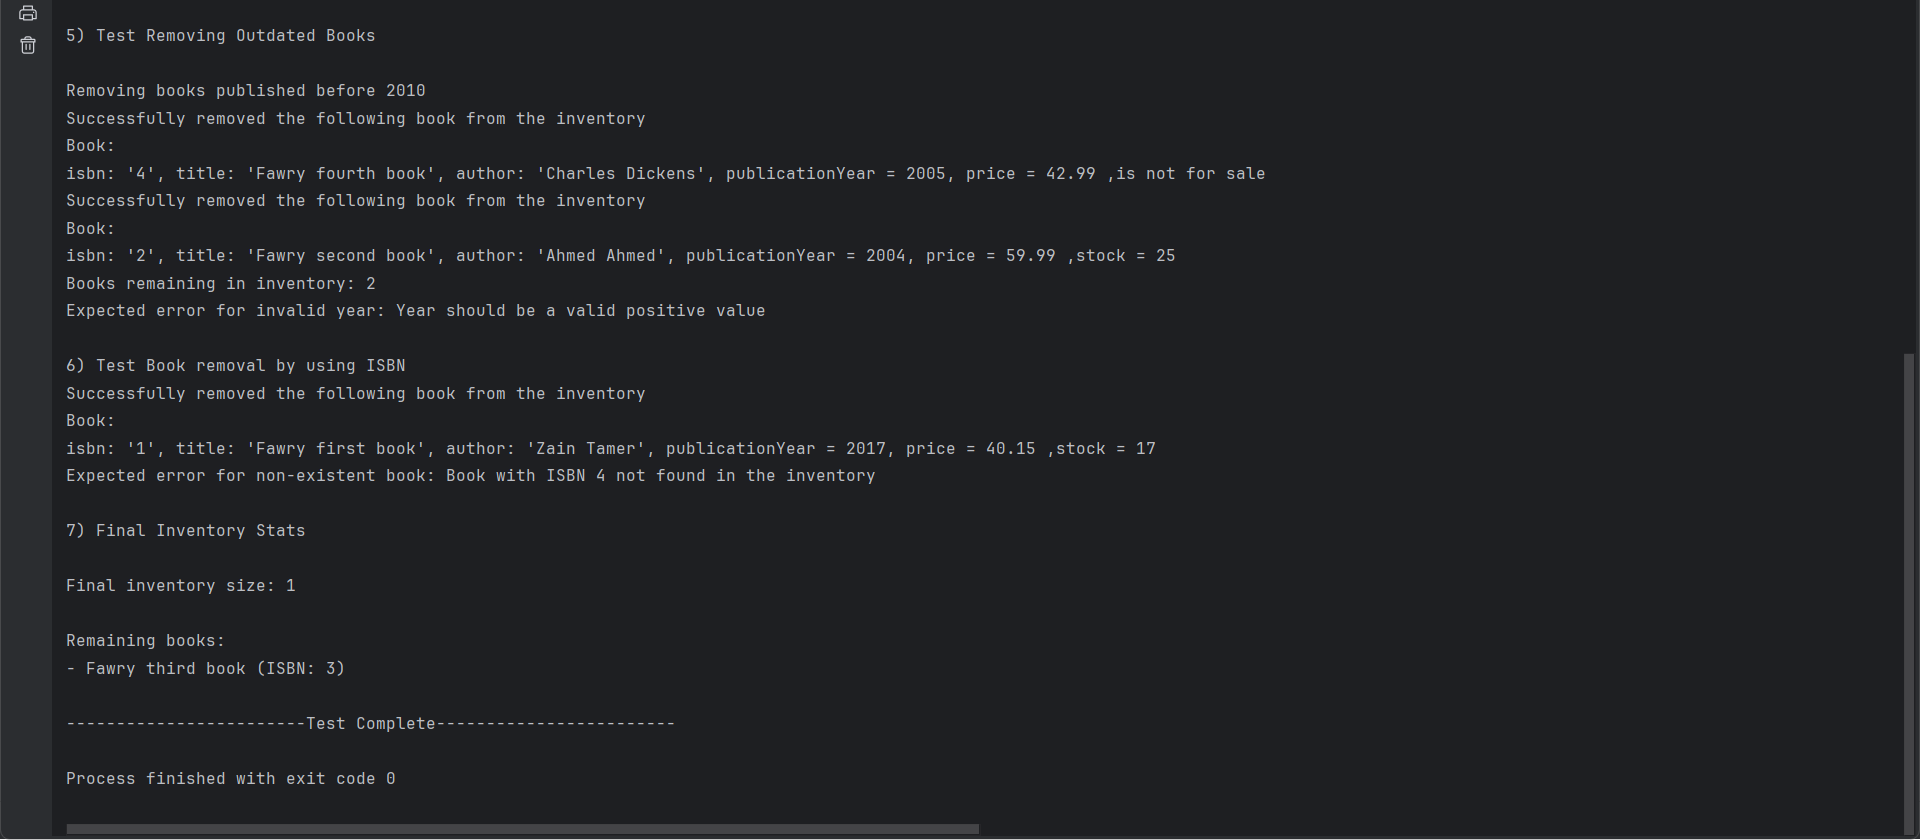 5) Test Removing Outdated Books
Removing books published before 2010
Successfully removed the following book from the inventory
Book:
isbn: '4', title: 'Fawry fourth book', author: 'Charles Dickens', publicationYear = 2005, price = 42.99 ,is not for sale
Successfully removed the following book from the inventory
Book:
isbn: '2', title: 'Fawry second book', author: 'Ahmed Ahmed', publicationYear = 2004, price = 59.99 ,stock = 25
Books remaining in inventory: 2
Expected error for invalid year: Year should be a valid positive value
6) Test Book removal by using ISBN
Successfully removed the following book from the inventory
Book:
isbn: '1', title: 'Fawry first book', author: 'Zain Tamer', publicationYear = 2017, price = 40.15 ,stock = 17
Expected error for non-existent book: Book with ISBN 4 not found in the inventory
7) Final Inventory Stats
Final inventory size: 1
Remaining books:
- Fawry third book (ISBN: 3)
------------------------Test Complete------------------------
Process finished with exit code 0